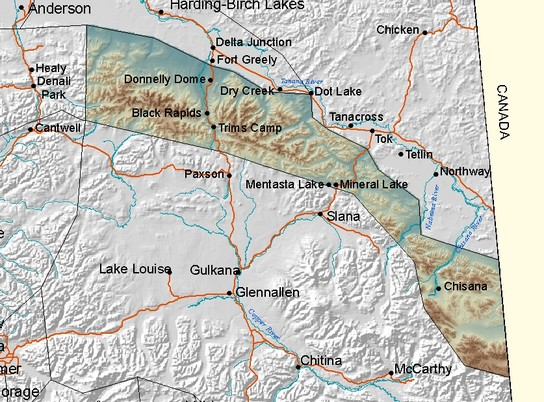 Harding-Birch Lakes
Anderson
Chicken
Delta Junction
Fort Greely
Healy
Denali
Park
Donnelly Dome
Tanana River
Dry Creek
Dot Lake
CANADA
Black Rapids
Tanacross
Cantwell
Trims Camp
Tok
Tetlin
Paxson
Northway
Mentasta Lake
Mineral Lake
Slana
Lake Louise
Gulkana
Chisana
Glennallen
Copper River
Chitina
McCarthy
mer
orage